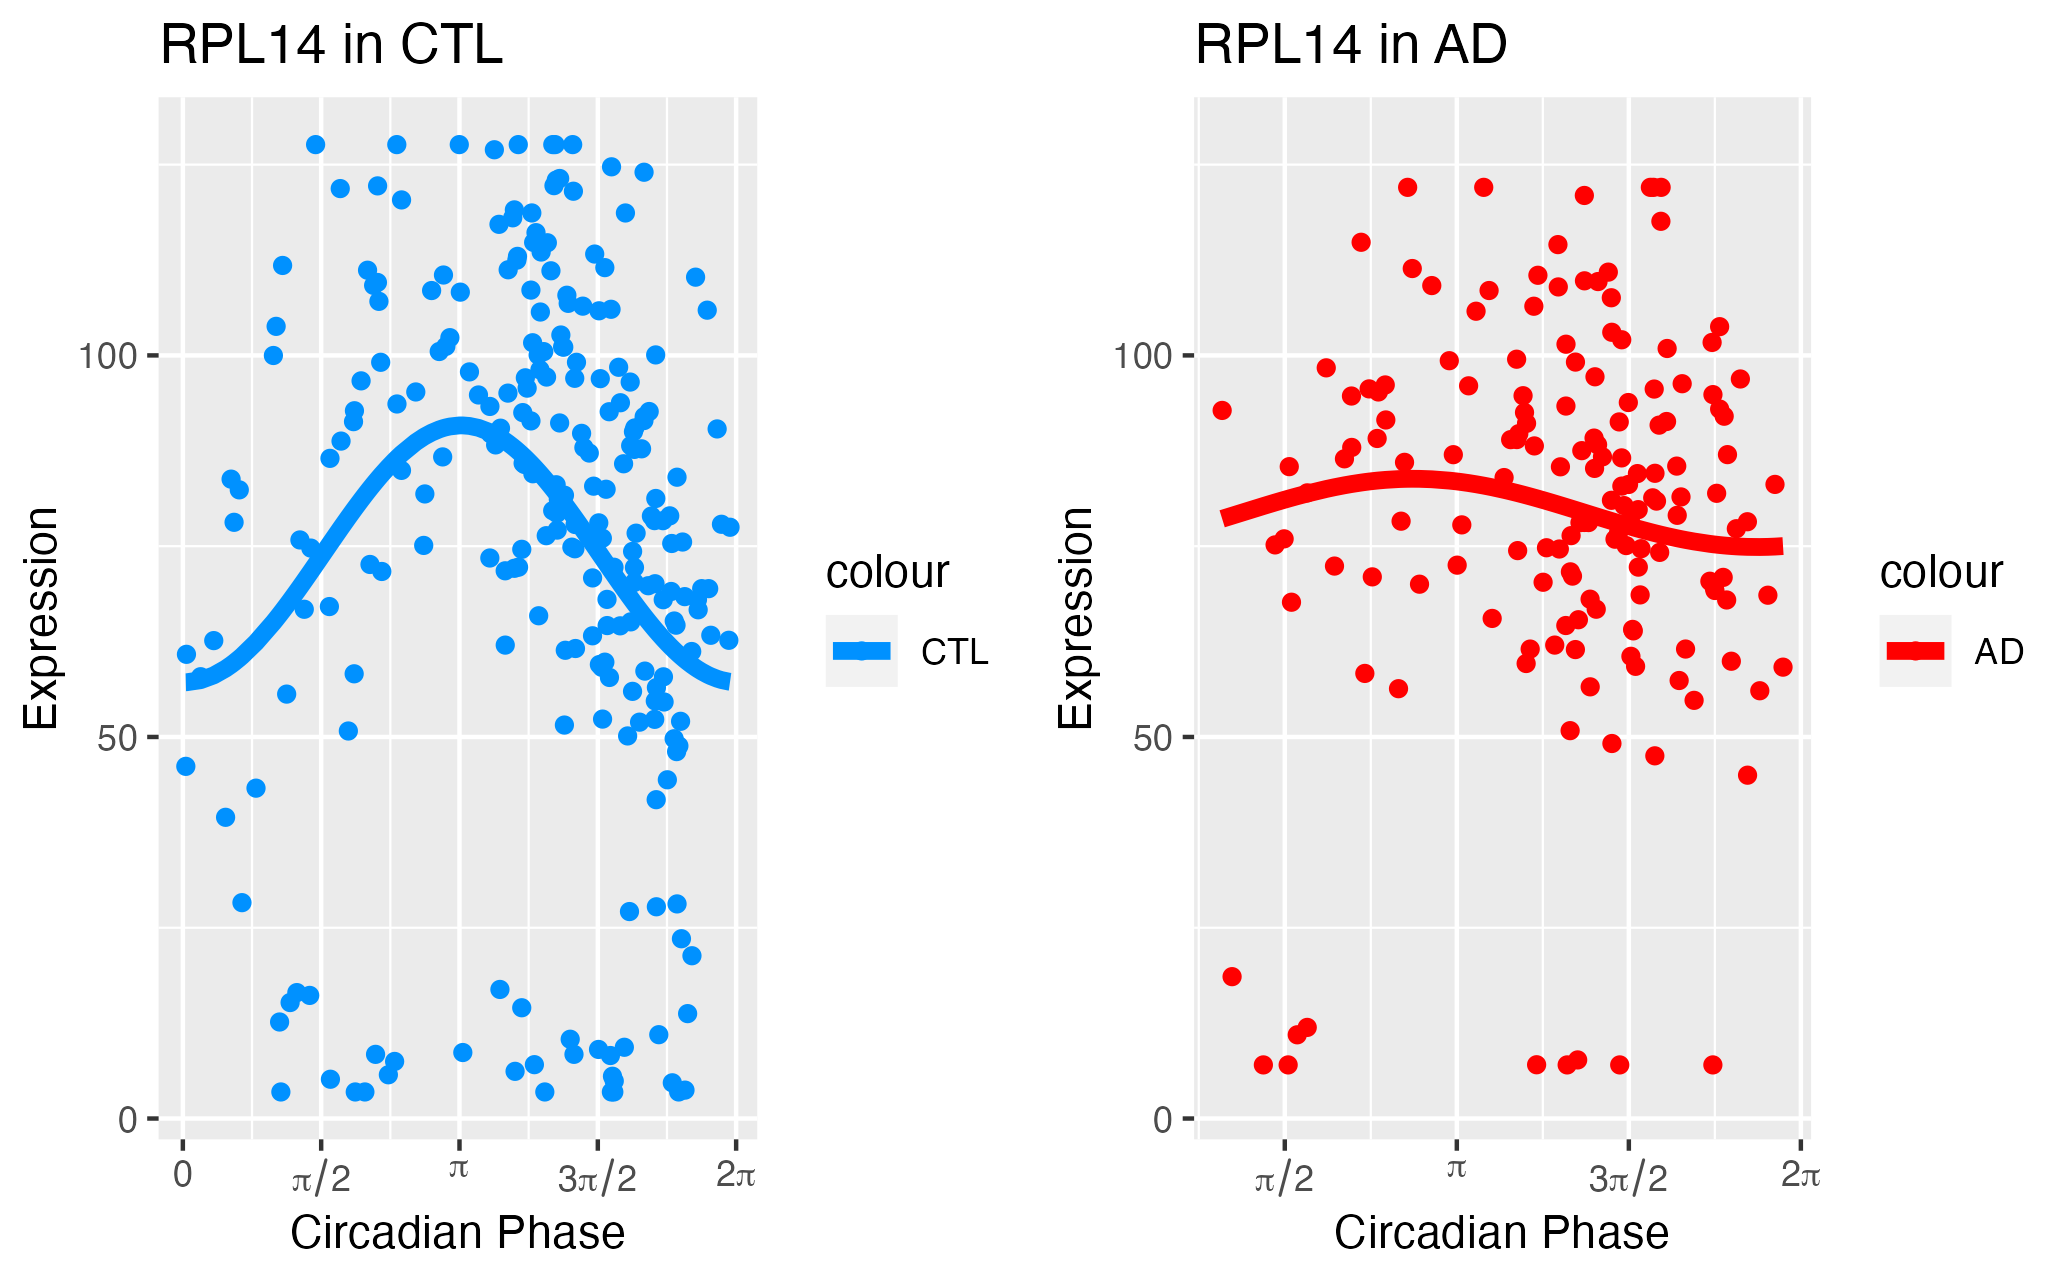 RPL14 in CTL
Expression
100
50
0
0
π/2
π
3π/2
2π
Circadian Phase
colour
CTL
RPL14 in AD
Expression
100
50
0
π/2
π
3π/2
2π
Circadian Phase
colour
AD